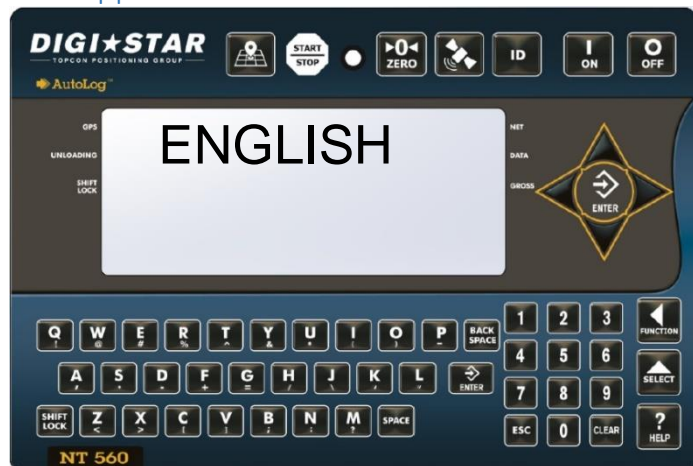 DIGI★STAR
TOPCON POSITIONING GROUP
AutoLog™
START
STOP
▶0◀
ZERO
ID
I
ON
O
OFF
GPS
UNLOADING
SHIFT
LOCK
ENGLISH
NET
DATA
GROSS
ENTER
Q W E R T Y U I O P BACK SPACE
! @ # % ^ & * ( ) _
A S D F G H J K L ENTER
SHIFT LOCK Z X C V B N M SPACE
< > [ ] ; : ?
1 2 3
FUNCTION
4 5 6
SELECT
7 8 9
ESC 0 CLEAR
?
HELP
NT 560